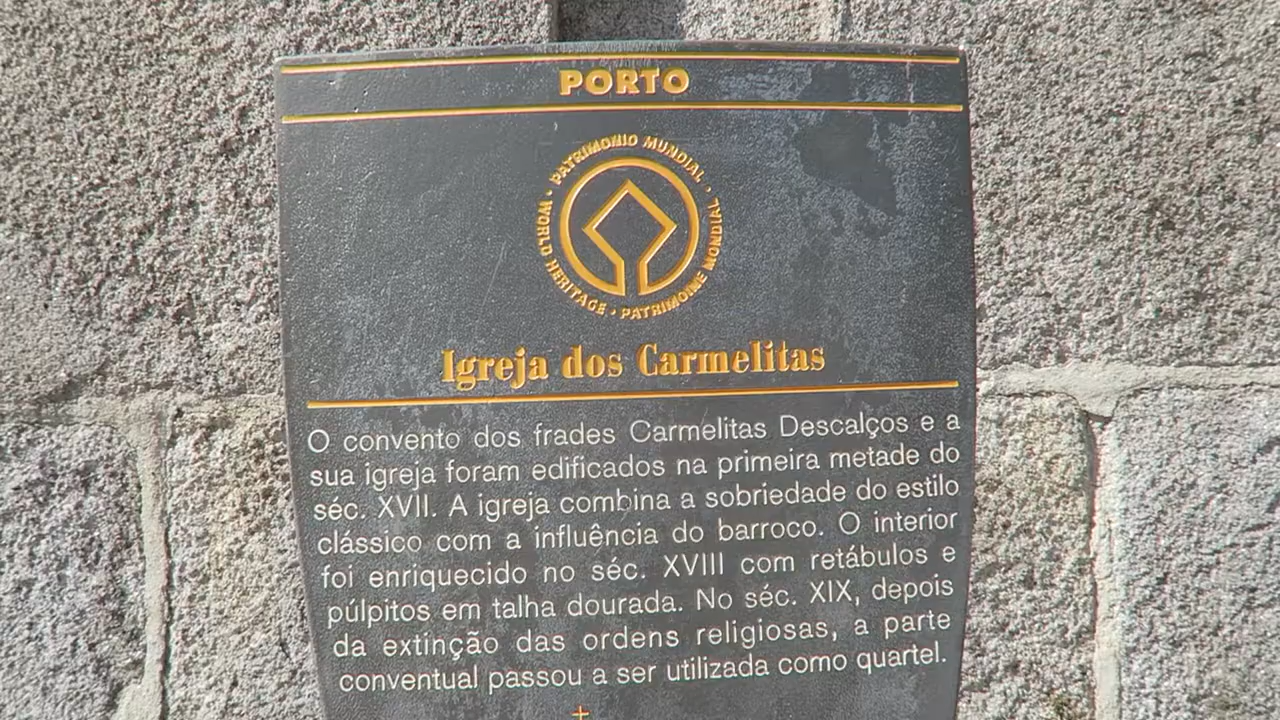 PORTO
PATRIMONIO MUNDIAL • WORLD HERITAGE • PATRIMOINE MONDIAL •
Igreja dos Carmelitas
O convento dos frades Carmelitas Descalços e a
sua igreja foram edificados na primeira metade do
séc. XVII. A igreja combina a sobriedade do estilo
clássico com a influência do barroco. O interior
foi enriquecido no séc. XVIII com retábulos e
púlpitos em talha dourada. No séc. XIX, depois
da extinção das ordens religiosas, a parte
conventual passou a ser utilizada como quartel.